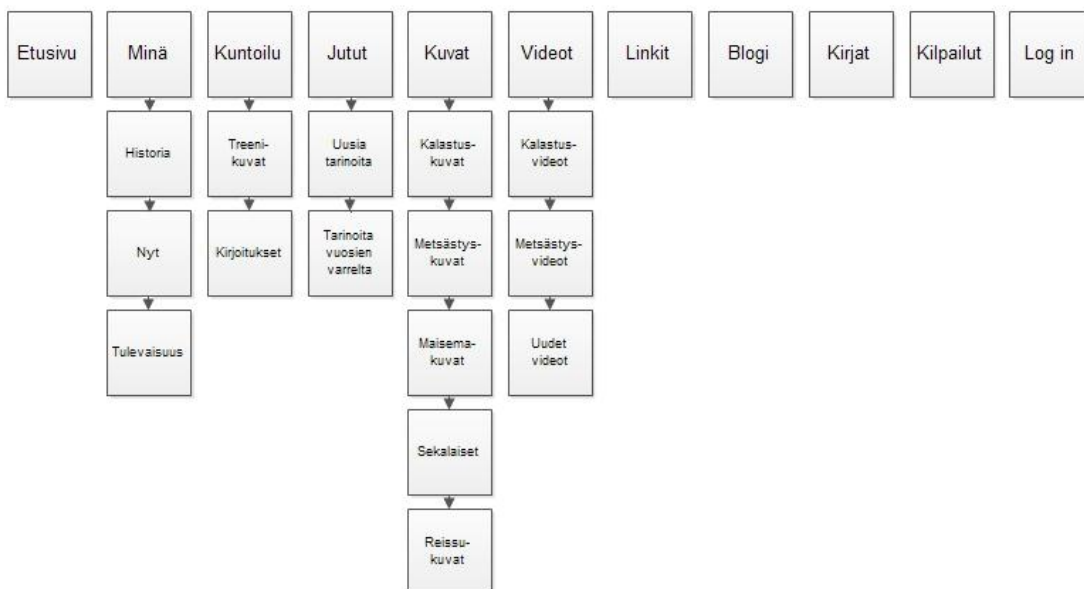 Etusivu
Minä
Kuntoilu
Jutut
Kuvat
Videot
Linkit
Blogi
Kirjat
Kilpailut
Log in
Historia
Nyt
Tulevaisuus
Treeni-
kuvat
Kirjoitukset
Uusia
tarinoita
Tarinoita
vuosien
varrelta
Kalastus-
kuvat
Metsästys-
kuvat
Maisema-
kuvat
Sekalaiset
Reissu-
kuvat
Kalastus-
videot
Metsästys-
videot
Uudet
videot